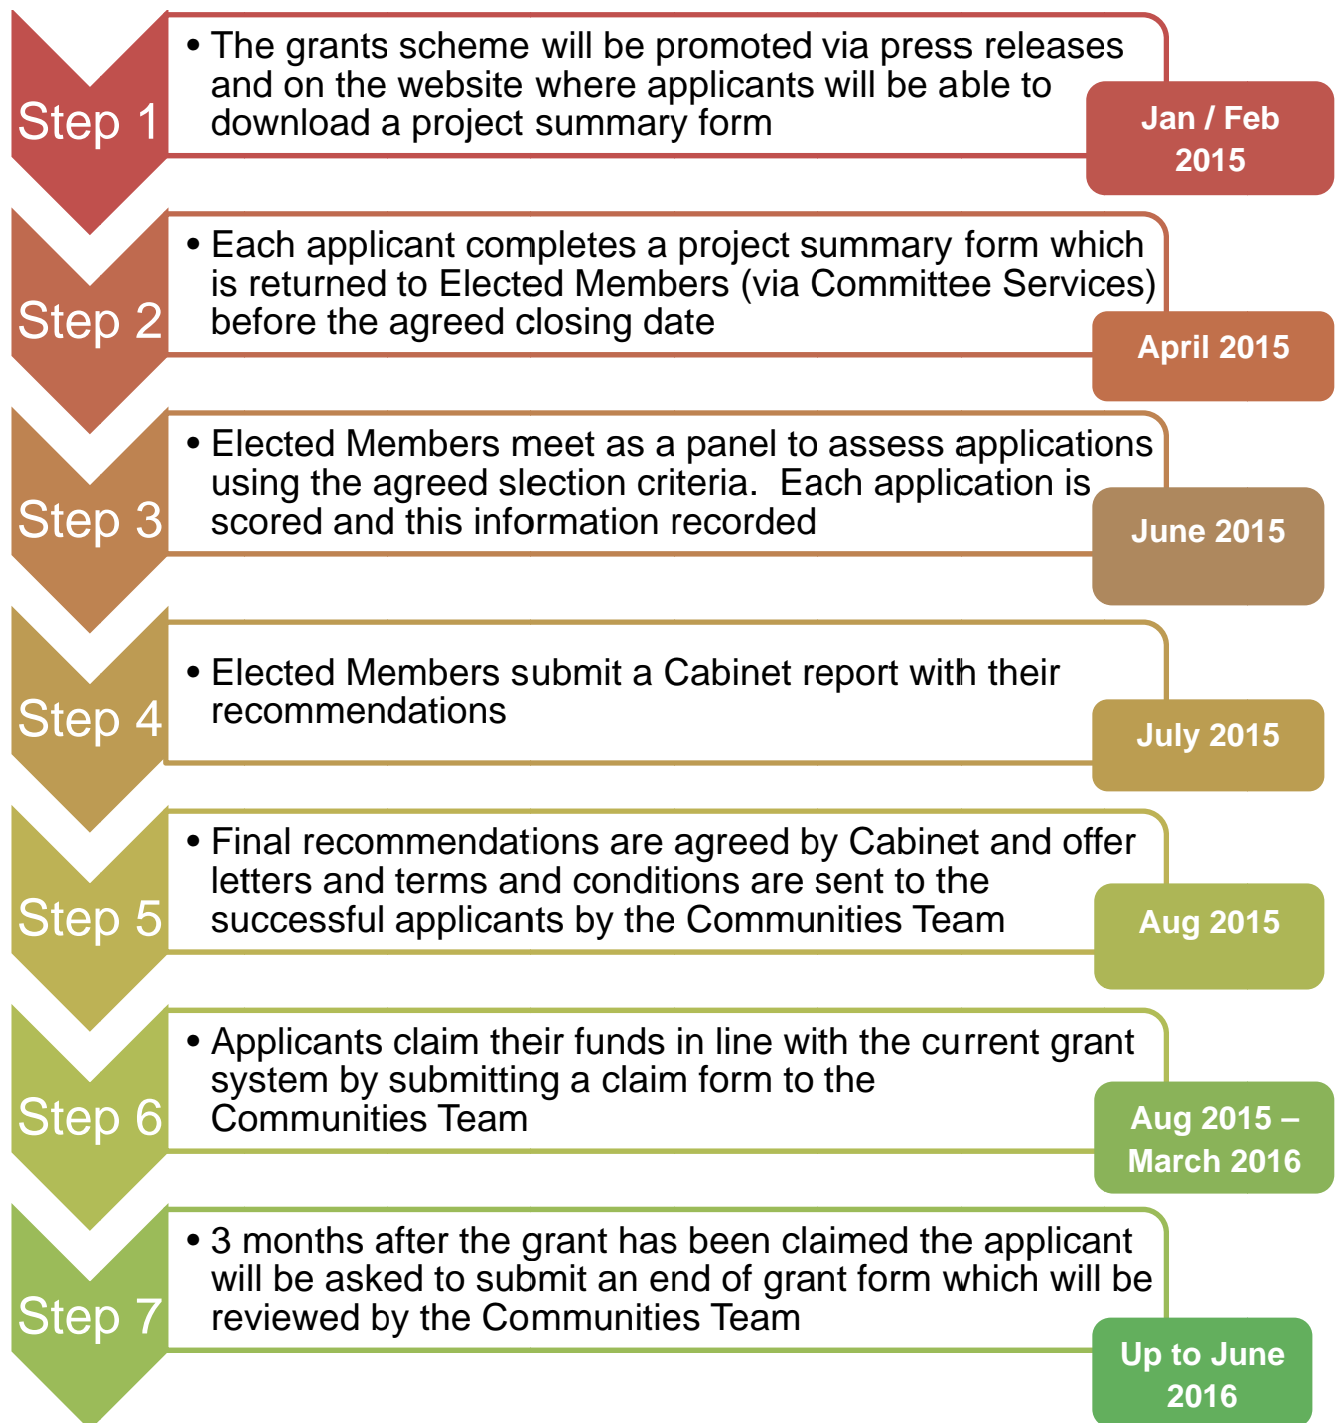 Step 1
• The grants scheme will be promoted via press releases
and on the website where applicants will be able to
download a project summary form
Jan / Feb
2015
Step 2
• Each applicant completes a project summary form which
is returned to Elected Members (via Committee Services)
before the agreed closing date
April 2015
Step 3
• Elected Members meet as a panel to assess applications
using the agreed slection criteria.  Each application is
scored and this information recorded
June 2015
Step 4
• Elected Members submit a Cabinet report with their
recommendations
July 2015
Step 5
• Final recommendations are agreed by Cabinet and offer
letters and terms and conditions are sent to the
successful applicants by the Communities Team
Aug 2015
Step 6
• Applicants claim their funds in line with the current grant
system by submitting a claim form to the
Communities Team
Aug 2015 –
March 2016
Step 7
• 3 months after the grant has been claimed the applicant
will be asked to submit an end of grant form which will be
reviewed by the Communities Team
Up to June
2016